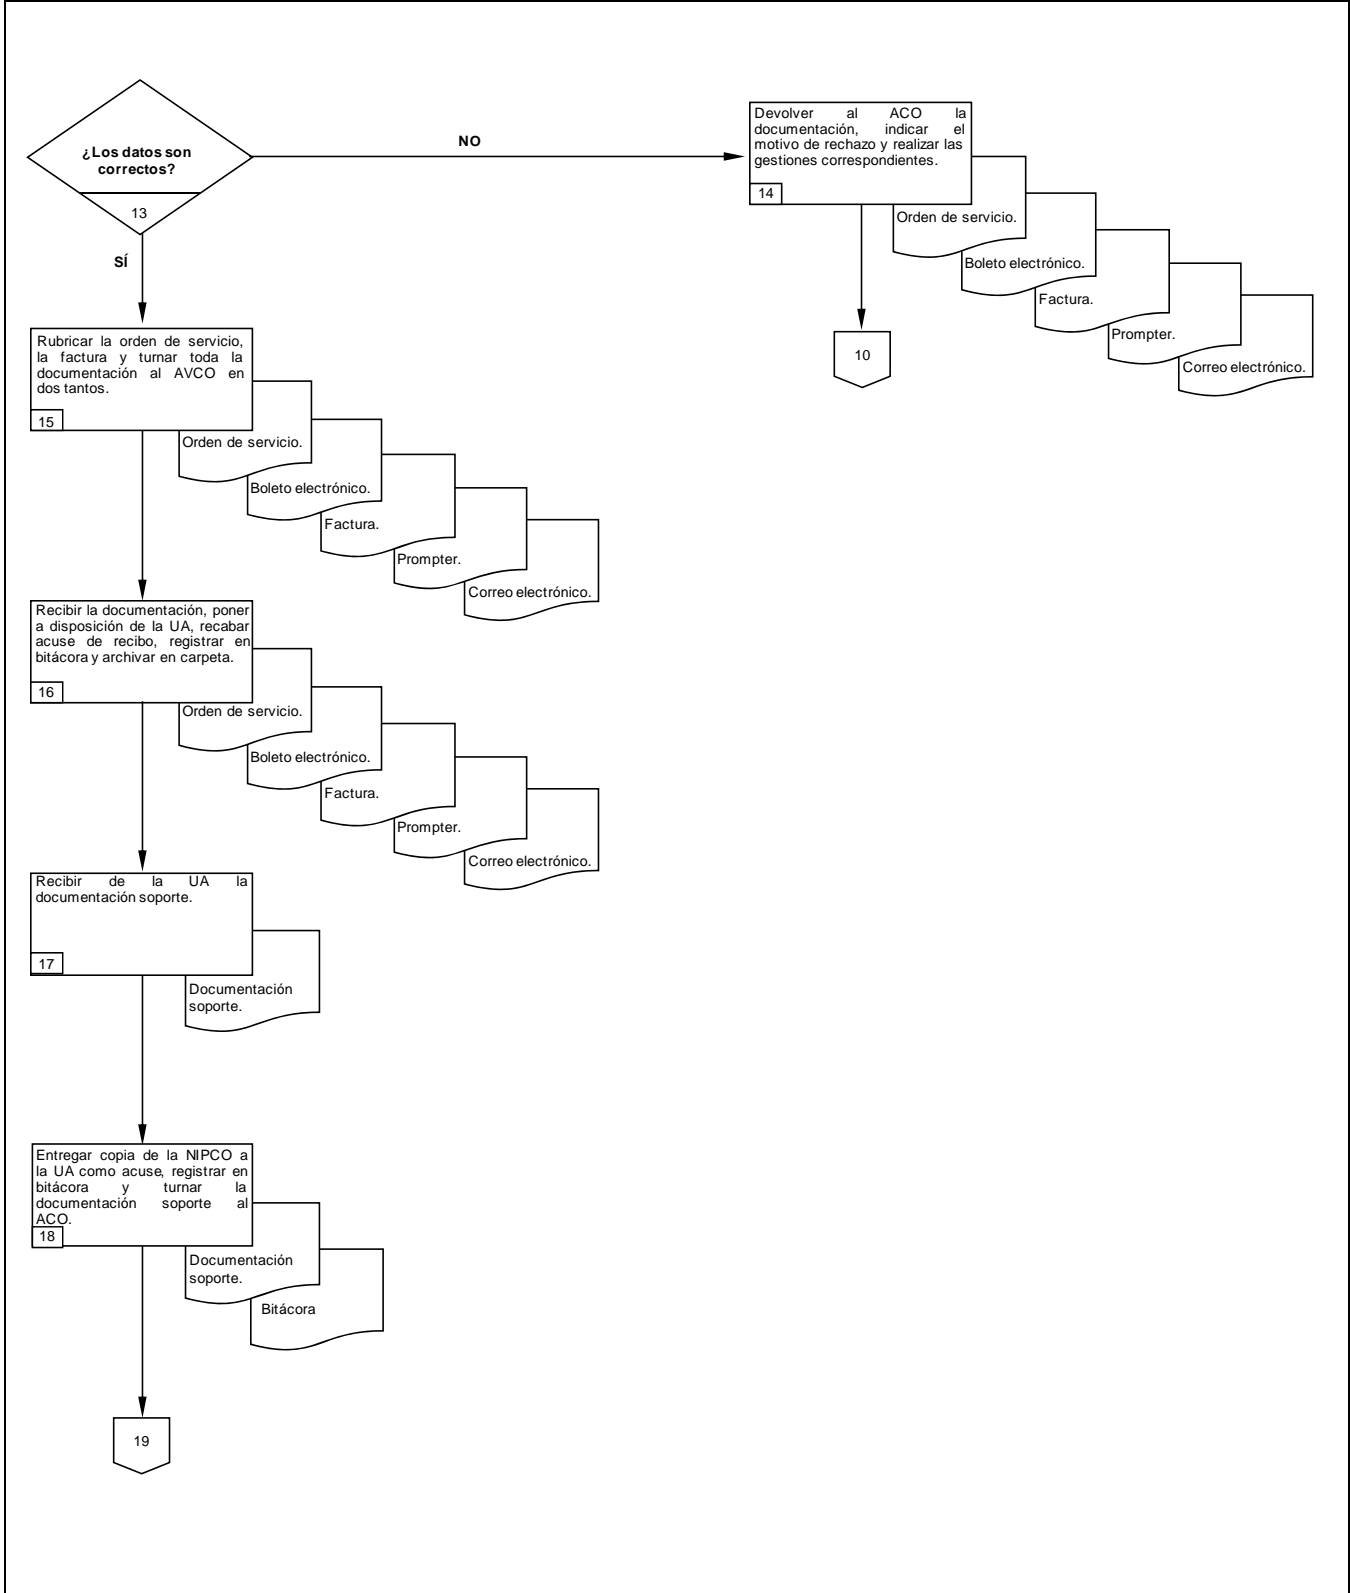 ¿Los datos son
correctos?
13
NO
SÍ
Devolver al ACO la
documentación, indicar el
motivo de rechazo y realizar las
gestiones correspondientes.
14
Orden de servicio.
Boleto electrónico.
Factura.
Prompter.
Correo electrónico.
10
Rubricar la orden de servicio,
la factura y turnar toda la
documentación al AVCO en
dos tantos.
15
Orden de servicio.
Boleto electrónico.
Factura.
Prompter.
Correo electrónico.
Recibir la documentación, poner
a disposición de la UA, recabar
acuse de recibo, registrar en
bitácora y archivar en carpeta.
16
Orden de servicio.
Boleto electrónico.
Factura.
Prompter.
Correo electrónico.
Recibir de la UA la
documentación soporte.
17
Documentación
soporte.
Entregar copia de la NIPCO a
la UA como acuse, registrar en
bitácora y turnar la
documentación soporte al
ACO.
18
Documentación
soporte.
Bitácora
19